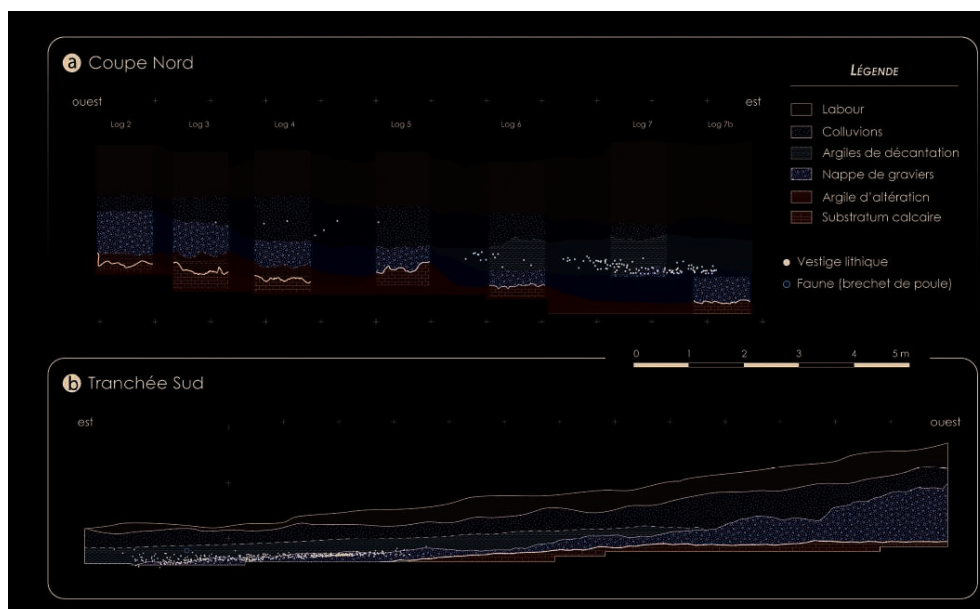 a Coupe Nord
ouest
est
Log 2
Log 3
Log 4
Log 5
Log 6
Log 7
Log 7b
LÉGENDE
Labour
Colluvions
Argiles de décantation
Nappe de graviers
Argile d'altération
Substratum calcaire
Vestige lithique
Faune (brechet de poule)
0 1 2 3 4 5 m
b Tranchée Sud
est
ouest